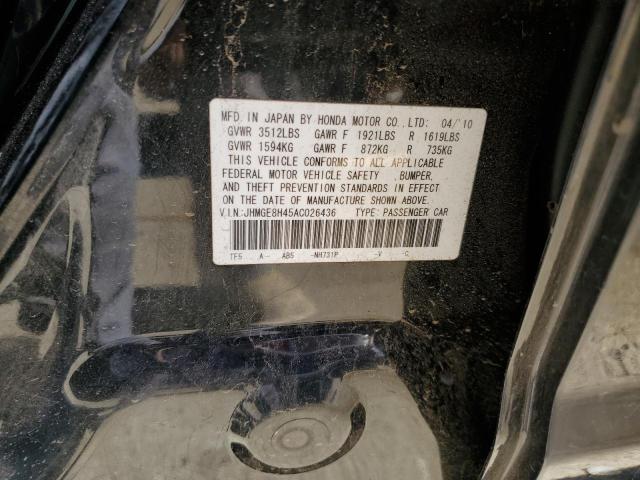 MFD. IN JAPAN BY HONDA MOTOR CO., LTD: 04/'10
GVWR 3512LBS GAWR F 1921LBS R 1619LBS
GVWR 1594KG GAWR F 872KG R 735KG
THIS VEHICLE CONFORMS TO ALL APPLICABLE
FEDERAL MOTOR VEHICLE SAFETY , BUMPER,
AND THEFT PREVENTION STANDARDS IN EFFECT
ON THE DATE OF MANUFACTURE SHOWN ABOVE.
V.I.N:JHMGE8H45AC026436 TYPE: PASSENGER CAR
TF5 A- AB5 -NH731P -V -C